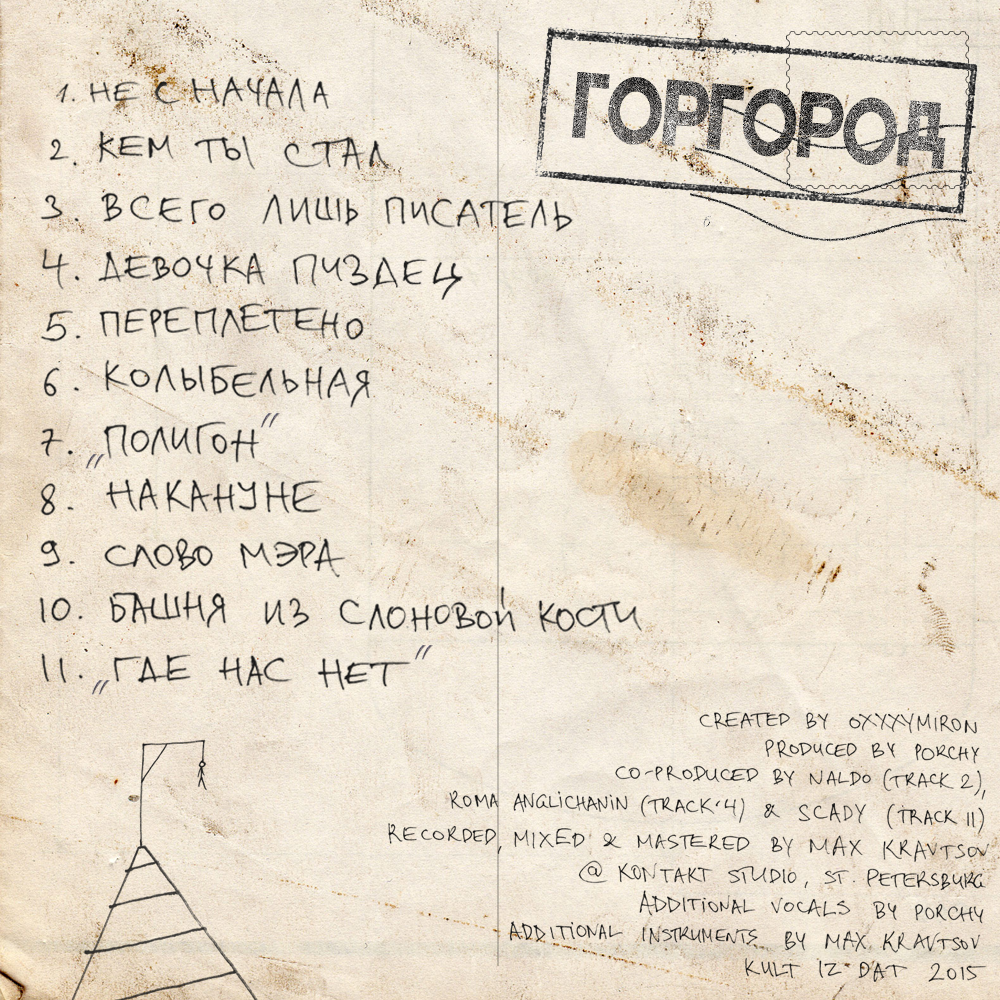 ГОРГОРОД
1. НЕ С НАЧАЛА
2. КЕМ ТЫ СТАЛ
3. ВСЕГО ЛИШЬ ПИСАТЕЛЬ
4. ДЕВОЧКА ПИЗДЕЦ
5. ПЕРЕПЛЕТЕНО
6. КОЛЫБЕЛЬНАЯ
7. „ПОЛИГОН"
8. НАКАНУНЕ
9. СЛОВО МЭРА
10. БАШНЯ ИЗ СЛОНОВОЙ КОСТИ
11. „ГДЕ НАС НЕТ"
CREATED BY OXXXYMIRON
PRODUCED BY PORCHY
CO-PRODUCED BY NALDO (TRACK 2),
ROMA ANGLICHANIN (TRACK 4) & SCADY (TRACK 11)
RECORDED, MIXED & MASTERED BY MAX KRAVTSOV
@ KONTAKT STUDIO, ST. PETERSBURG
ADDITIONAL VOCALS BY PORCHY
ADDITIONAL INSTRUMENTS BY MAX KRAVTSOV
KULT IZ DAT 2015